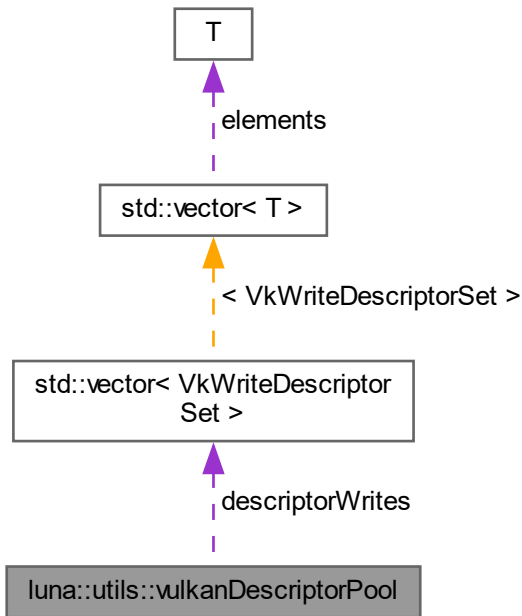 T
elements
std::vector< T >
< VkWriteDescriptorSet >
std::vector< VkWriteDescriptor
Set >
descriptorWrites
luna::utils::vulkanDescriptorPool